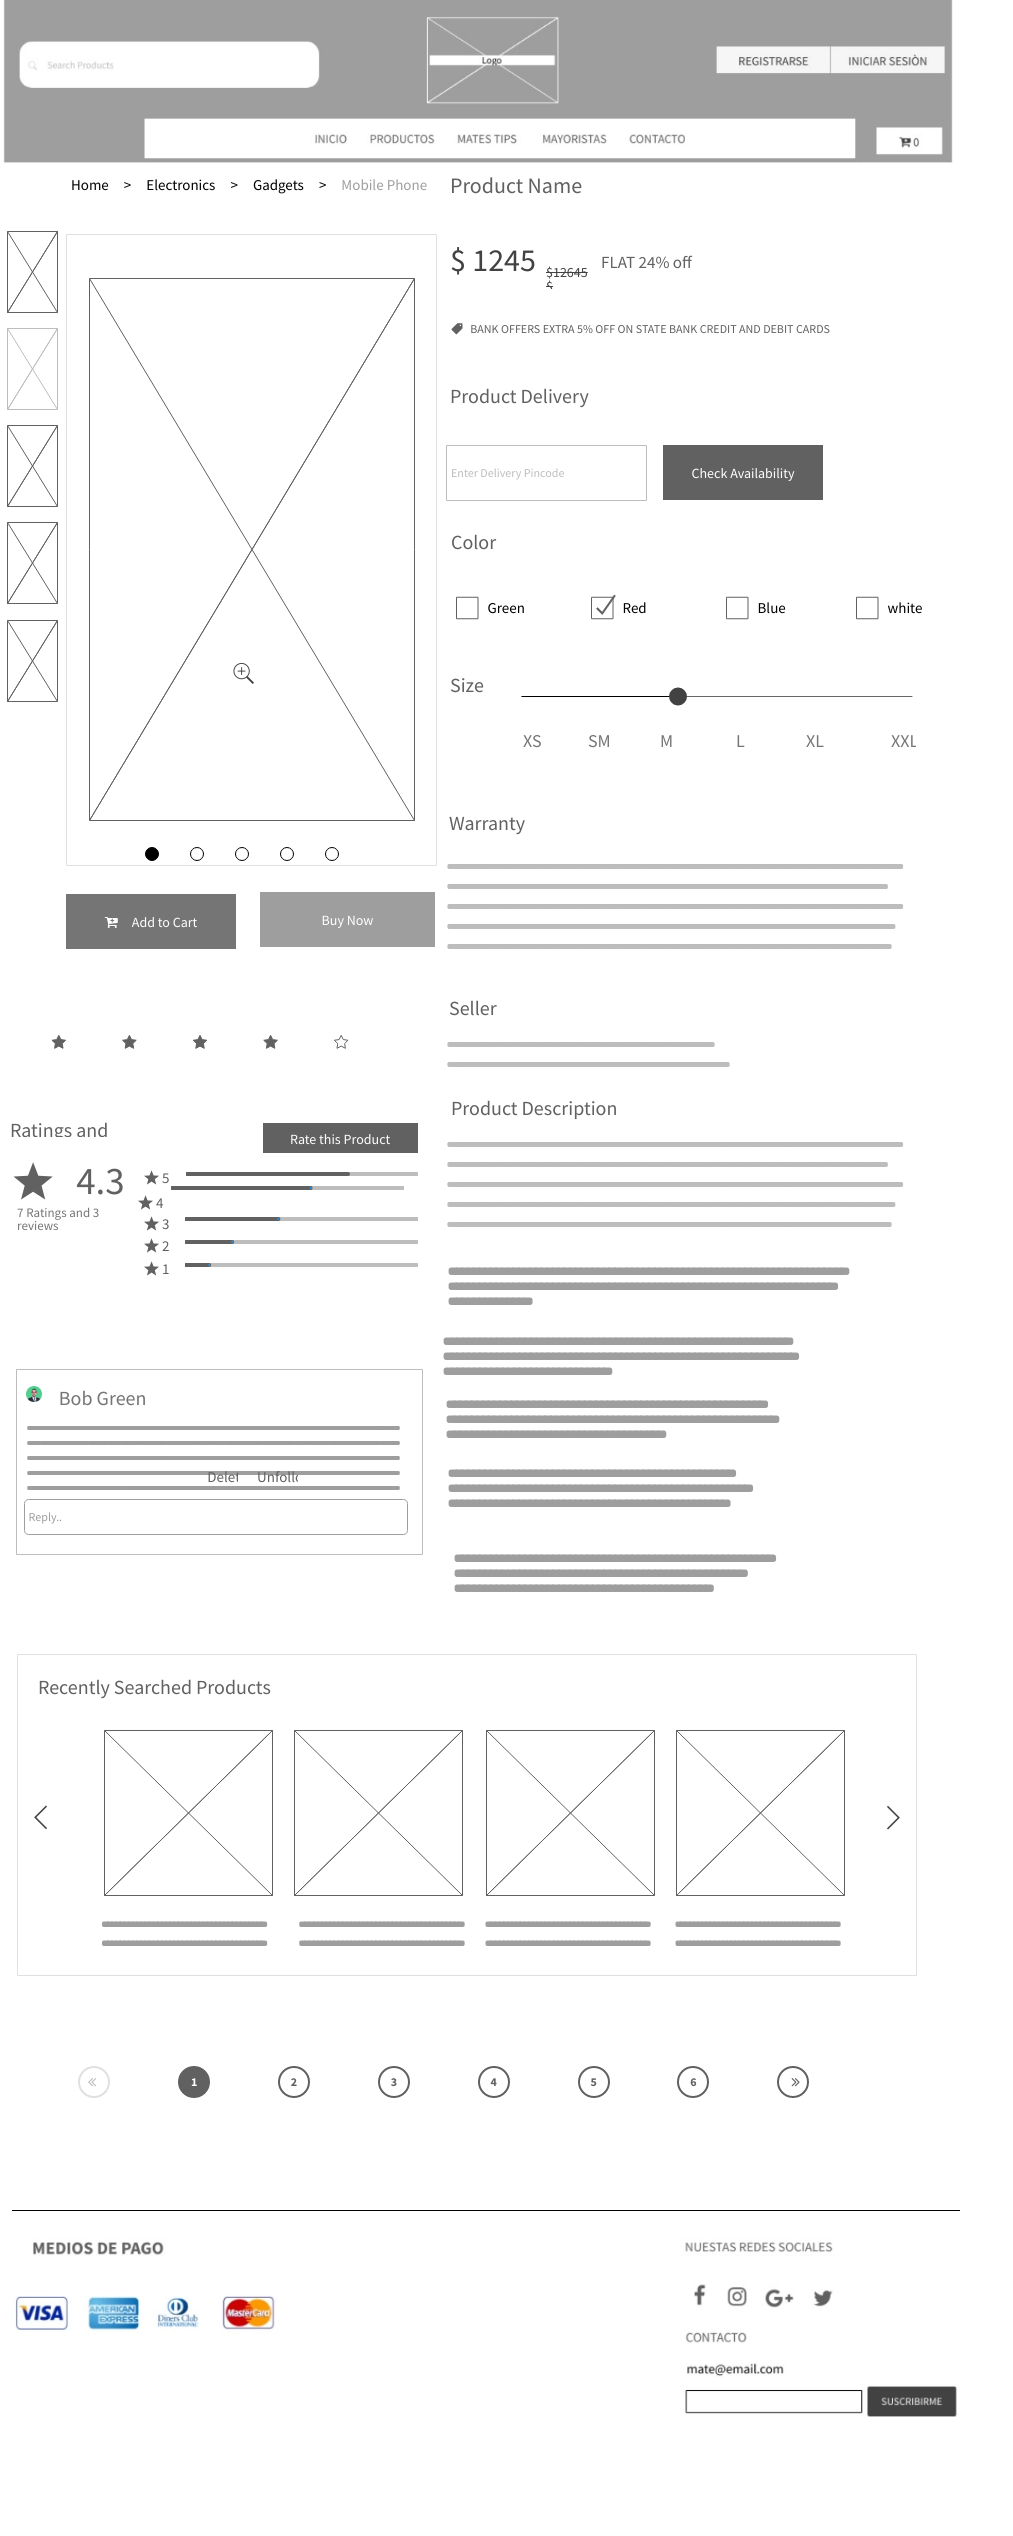 Search Products
Logo
REGISTRARSE
INICIAR SESIÒN
INICIO PRODUCTOS MATES TIPS MAYORISTAS CONTACTO
0
Home > Electronics > Gadgets > Mobile Phone
Product Name
$ 1245
$12645
$
FLAT 24% off
BANK OFFERS EXTRA 5% OFF ON STATE BANK CREDIT AND DEBIT CARDS
Product Delivery
Enter Delivery Pincode
Check Availability
Color
Green
Red
Blue
white
Size
XS SM M L XL XXL
Warranty
Add to Cart
Buy Now
Seller
Product Description
Ratings and
Rate this Product
4.3
7 Ratings and 3
reviews
5
4
3
2
1
Bob Green
Delet
Unfoll
Reply..
Recently Searched Products
«
1
2
3
4
5
6
»
MEDIOS DE PAGO
VISA
AMERICAN
EXPRESS
Diners Club
INTERNATIONAL
MasterCard
NUESTAS REDES SOCIALES
G+
CONTACTO
mate@email.com
SUSCRIBIRME